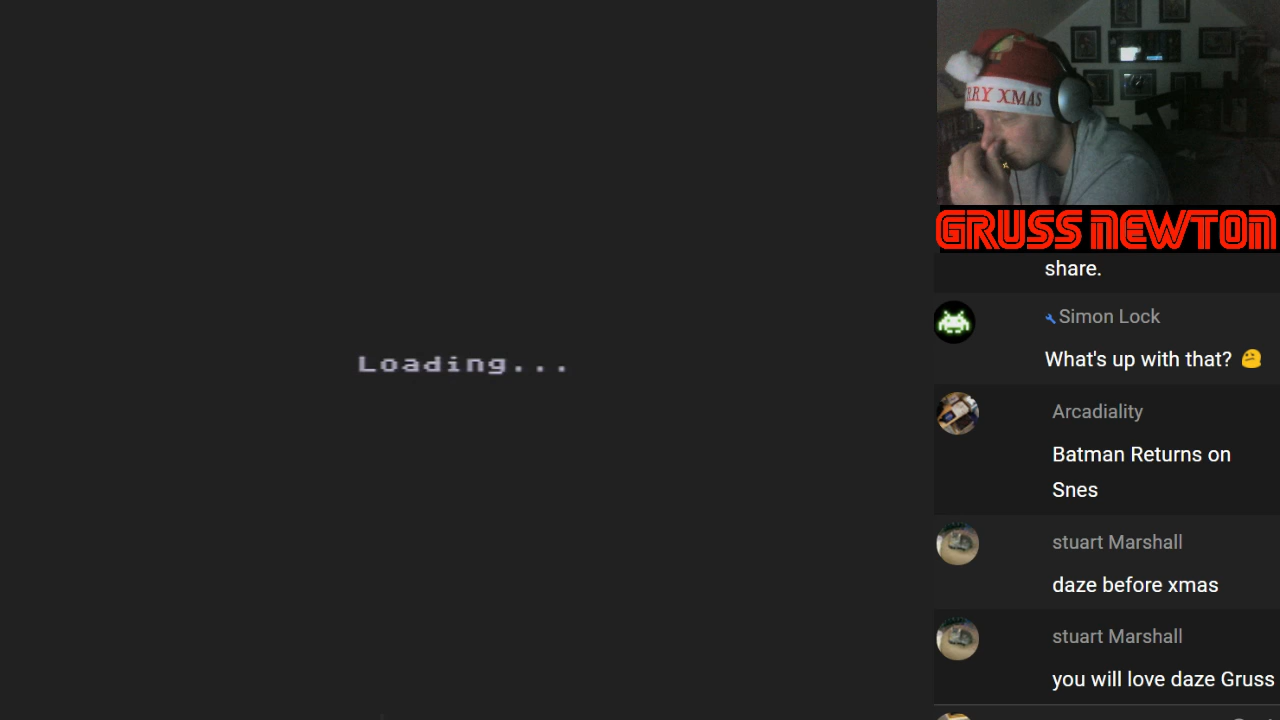 RRY XMAS
GRUSS NEWTON
share.
Simon Lock
What's up with that? 🫤
Arcadiality
Batman Returns on
Snes
stuart Marshall
daze before xmas
stuart Marshall
you will love daze Gruss
Loading...